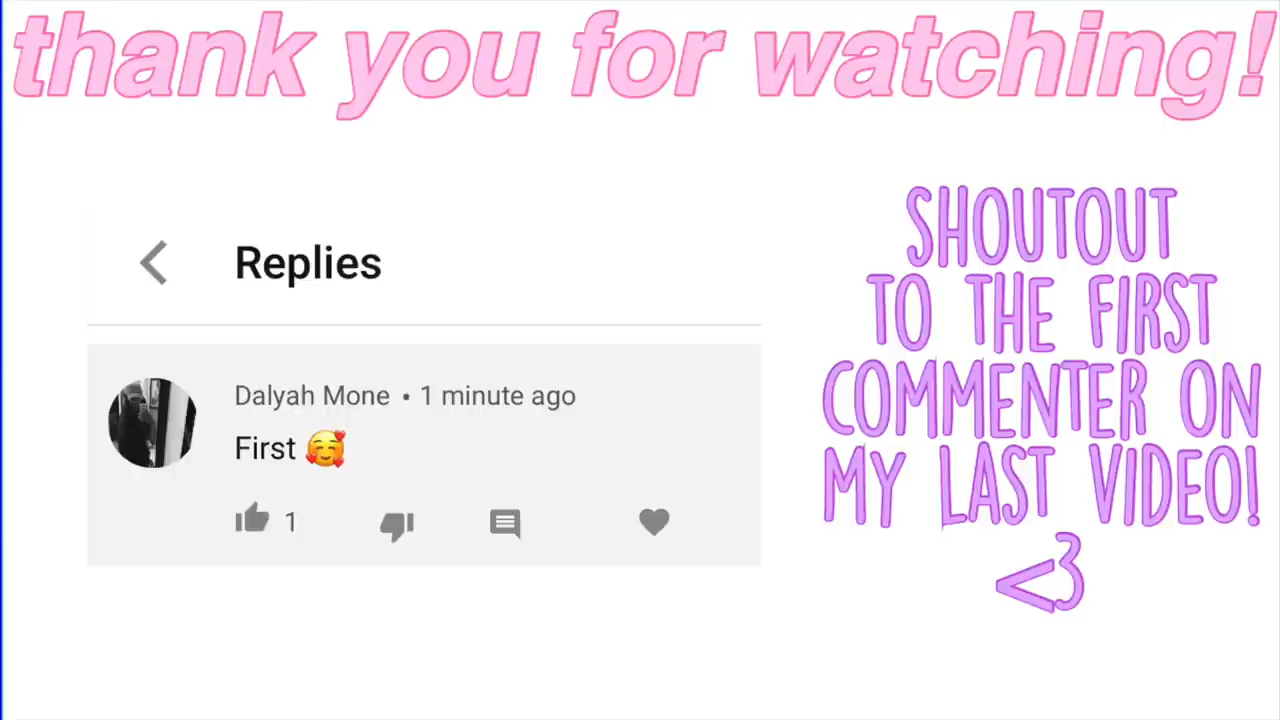 thank you for watching!
Replies
Dalyah Mone • 1 minute ago
First 🥰
1
SHOUTOUT
TO THE FIRST
COMMENTER ON
MY LAST VIDEO!
<3